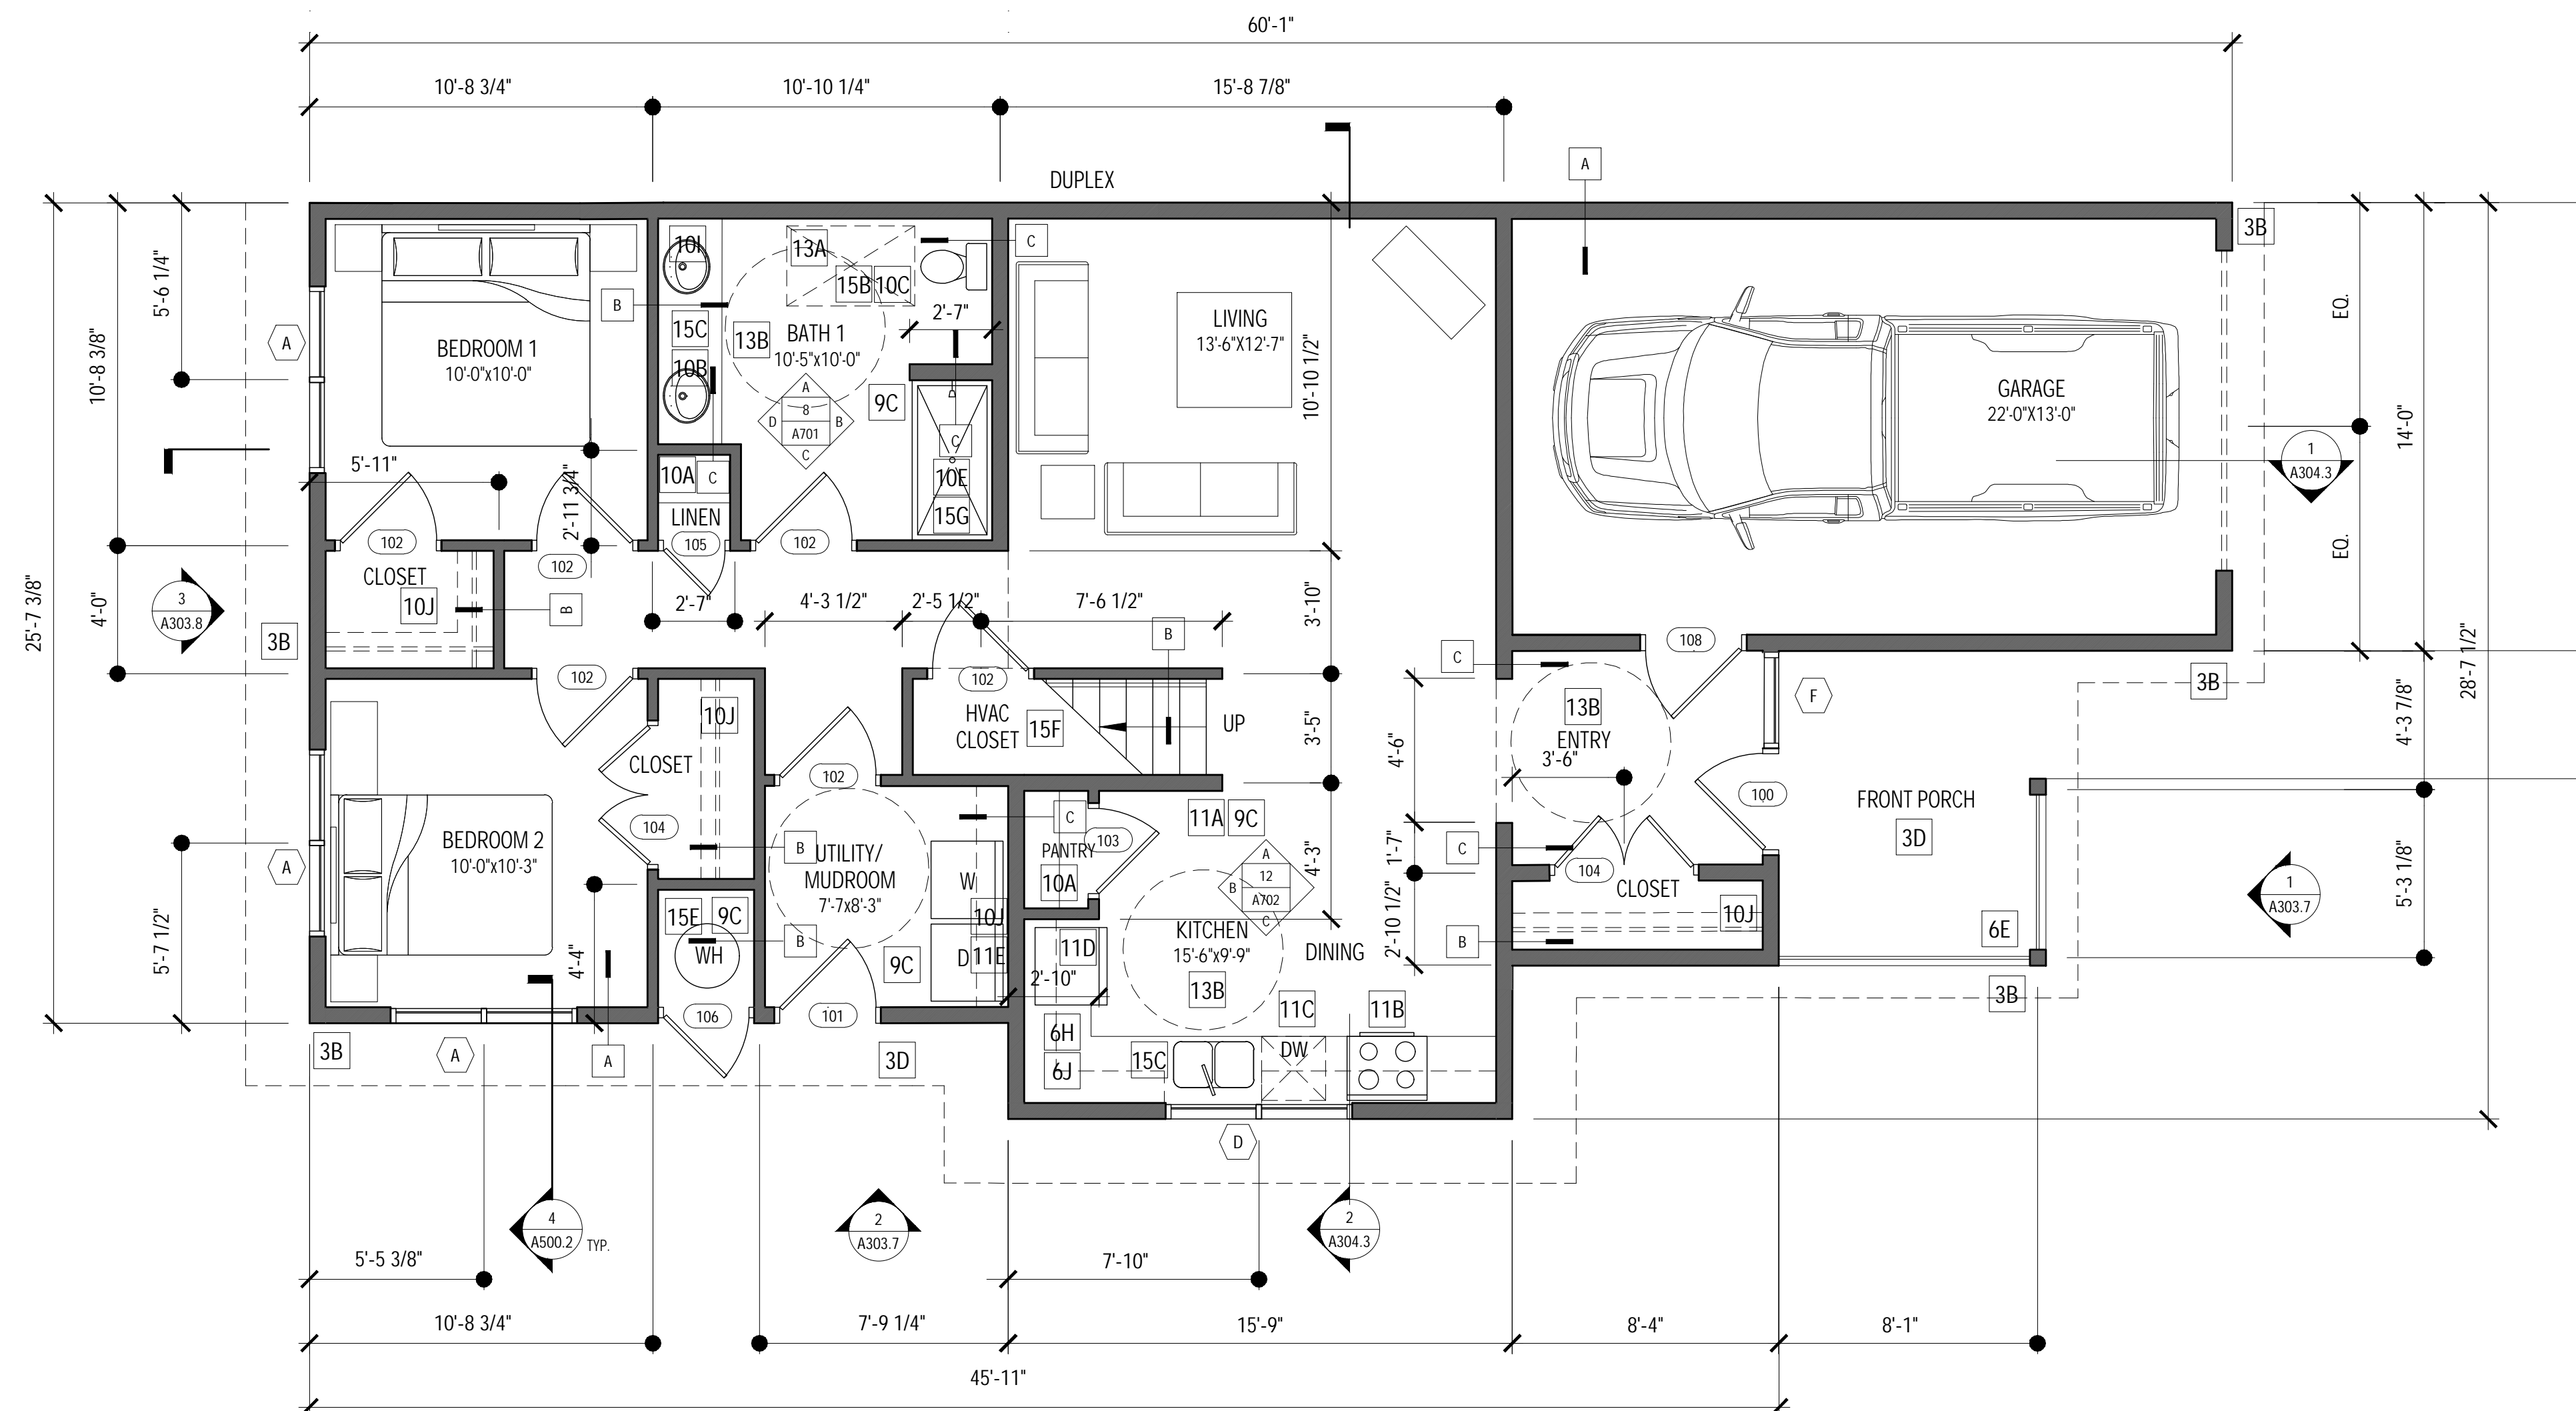 60'-1"
10'-8 3/4"
10'-10 1/4"
15'-8 7/8"
DUPLEX
A
3B
10I
13A
C
15B
10C
2'-7"
B
15C
13B
BATH 1
10'-5"x10'-0"
10B
9C
A
8
D
B
A701
C
C
10E
15G
10A
C
LINEN
105
102
LIVING
13'-6"X12'-7"
10'-10 1/2"
GARAGE
22'-0"X13'-0"
EQ.
EQ.
14'-0"
1
A304.3
5'-6 1/4"
10'-8 3/8"
25'-7 3/8"
A
BEDROOM 1
10'-0"x10'-0"
5'-11"
2'-11 3/4"
102
102
CLOSET
10J
B
4'-0"
3
A303.8
3B
2'-7"
4'-3 1/2"
2'-5 1/2"
7'-6 1/2"
3'-10"
B
C
108
3B
28'-7 1/2"
102
102
10J
HVAC
CLOSET
15F
UP
3'-5"
4'-6"
13B
ENTRY
3'-6"
F
4'-3 7/8"
CLOSET
104
102
100
FRONT PORCH
3D
BEDROOM 2
10'-0"x10'-3"
A
5'-7 1/2"
B
UTILITY/
MUDROOM
7'-7x8'-3"
C
103
PANTRY
10A
11A
9C
4'-3"
1'-7"
C
A
12
B
A702
C
104
CLOSET
10J
6E
5'-3 1/8"
1
A303.7
W
10J
15E
9C
WH
B
9C
D
11E
11D
2'-10"
KITCHEN
15'-6"x9'-9"
13B
DINING
2'-10 1/2"
B
3B
4'-4"
106
101
11C
11B
6H
6J
15C
DW
3B
A
A
3D
D
4
A500.2
TYP.
2
A303.7
2
A304.3
5'-5 3/8"
7'-10"
10'-8 3/4"
7'-9 1/4"
15'-9"
8'-4"
8'-1"
45'-11"